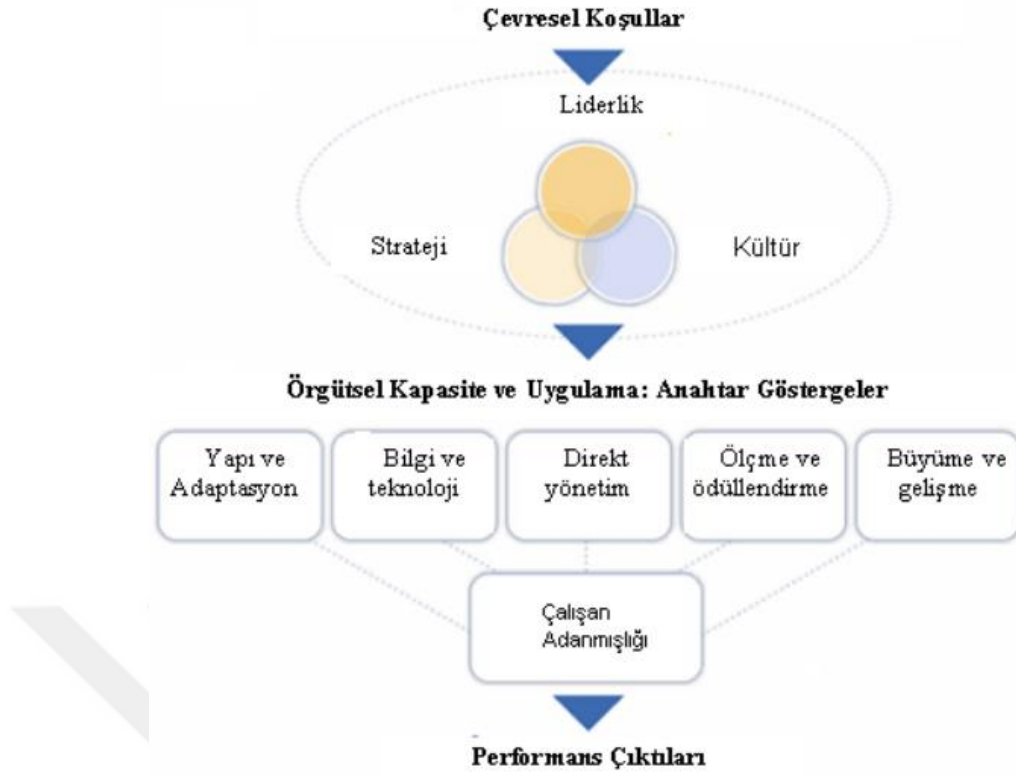 Çevresel Koşullar
Liderlik
Strateji
Kültür
Örgütsel Kapasite ve Uygulama: Anahtar Göstergeler
Yapı ve
Adaptasyon
Bilgi ve
teknoloji
Direkt
yönetim
Ölçme ve
ödüllendirme
Büyüme ve
gelişme
Çalışan
Adanmışlığı
Performans Çıktıları